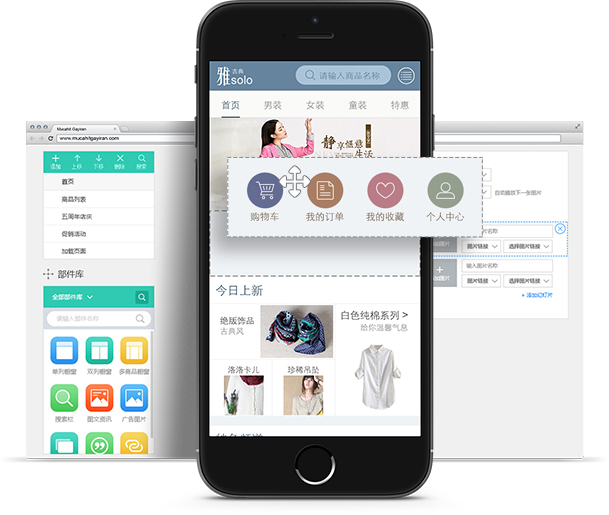 雅 古典
solo
请输入商品名称
首页 男装 女装 童装 特惠
静享低意
生活
购物车 我的订单 我的收藏 个人中心
今日上新
绝版饰品
古典风
白色纯棉系列 >
给你温馨气息
洛洛卡儿
珍稀吊坠
Mucahit Gayiran
www.mucahitgayiran.com
添加 上移 下移 删除 搜索
首页
商品列表
五周年店庆
促销活动
加载页面
部件库
全部部件库
请输入部件名称
单列橱窗 双列橱窗 多商品橱窗
搜索栏 图文资讯 广告图片
自动播放下一张图片
输入图片名称
图片链接 选择图片链接
添加图片
输入图片名称
图片链接 选择图片链接
+ 添加幻灯片